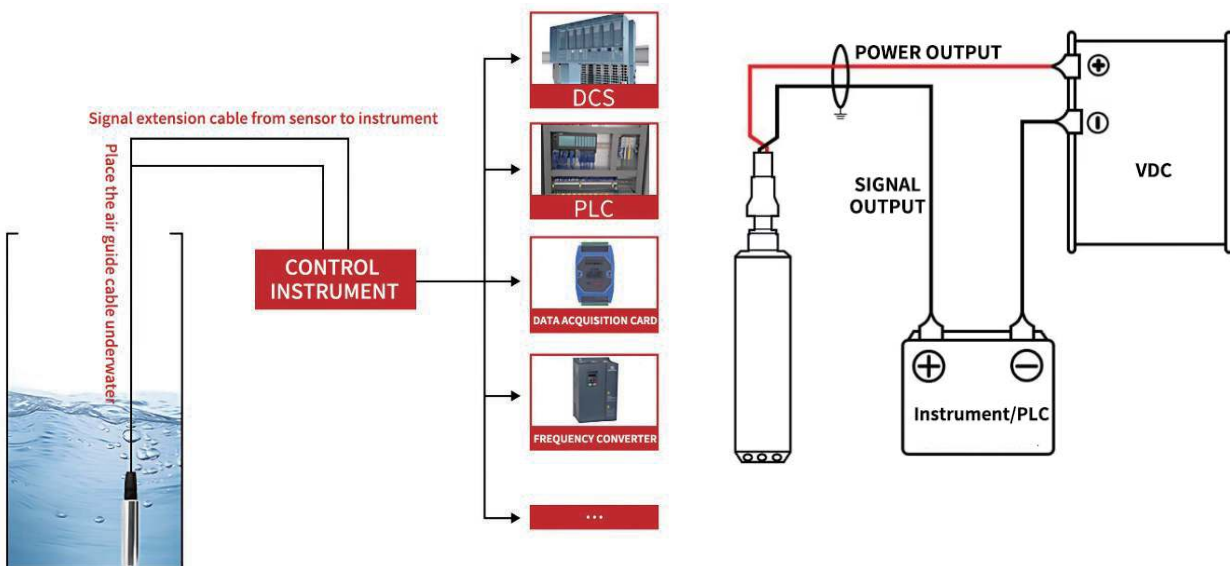 Signal extension cable from sensor to instrument
Place the air guide cable underwater
CONTROL
INSTRUMENT
DCS
PLC
DATA ACQUISITION CARD
FREQUENCY CONVERTER
...
POWER OUTPUT
SIGNAL
OUTPUT
+
-
VDC
+
-
Instrument/PLC